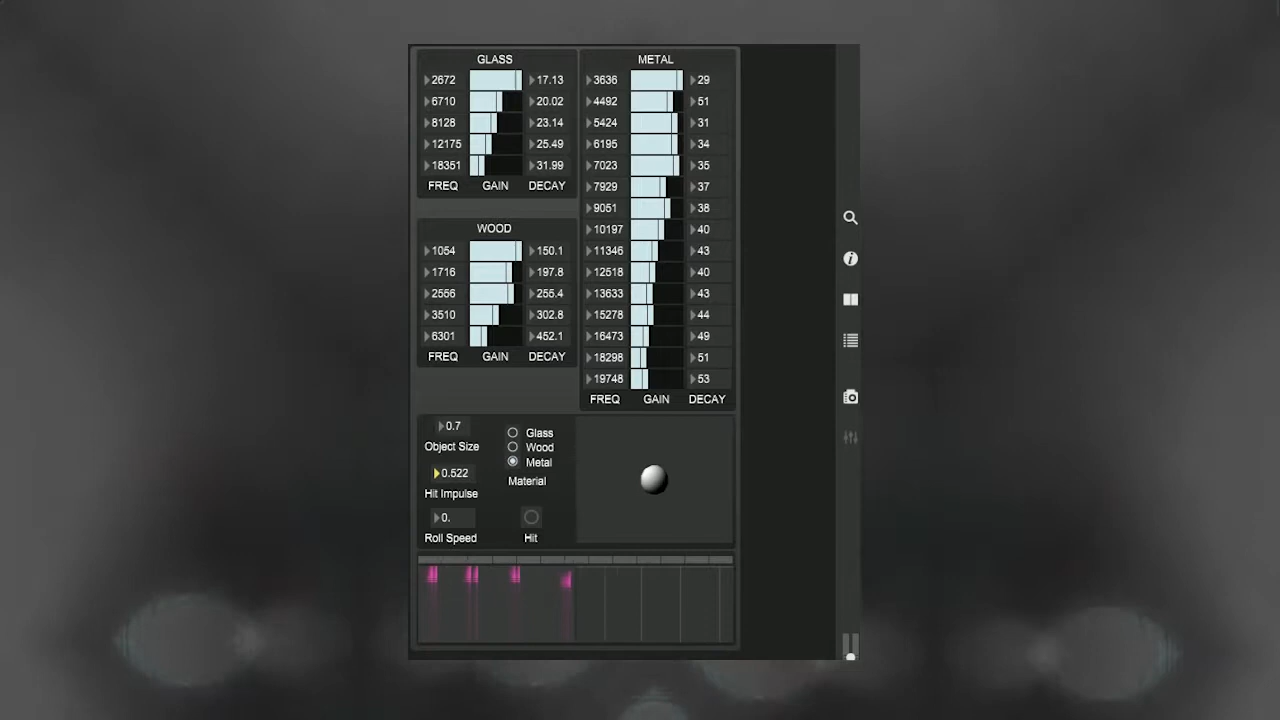 GLASS
2672 17.13
6710 20.02
8128 23.14
12175 25.49
18351 31.99
FREQ GAIN DECAY
WOOD
1054 150.1
1716 197.8
2556 255.4
3510 302.8
6301 452.1
FREQ GAIN DECAY
METAL
3636 29
4492 51
5424 31
6195 34
7023 35
7929 37
9051 38
10197 40
11346 43
12518 40
13633 43
15278 44
16473 49
18298 51
19748 53
FREQ GAIN DECAY
0.7
Object Size
0.522
Hit Impulse
0.
Roll Speed
Glass
Wood
Metal
Material
Hit